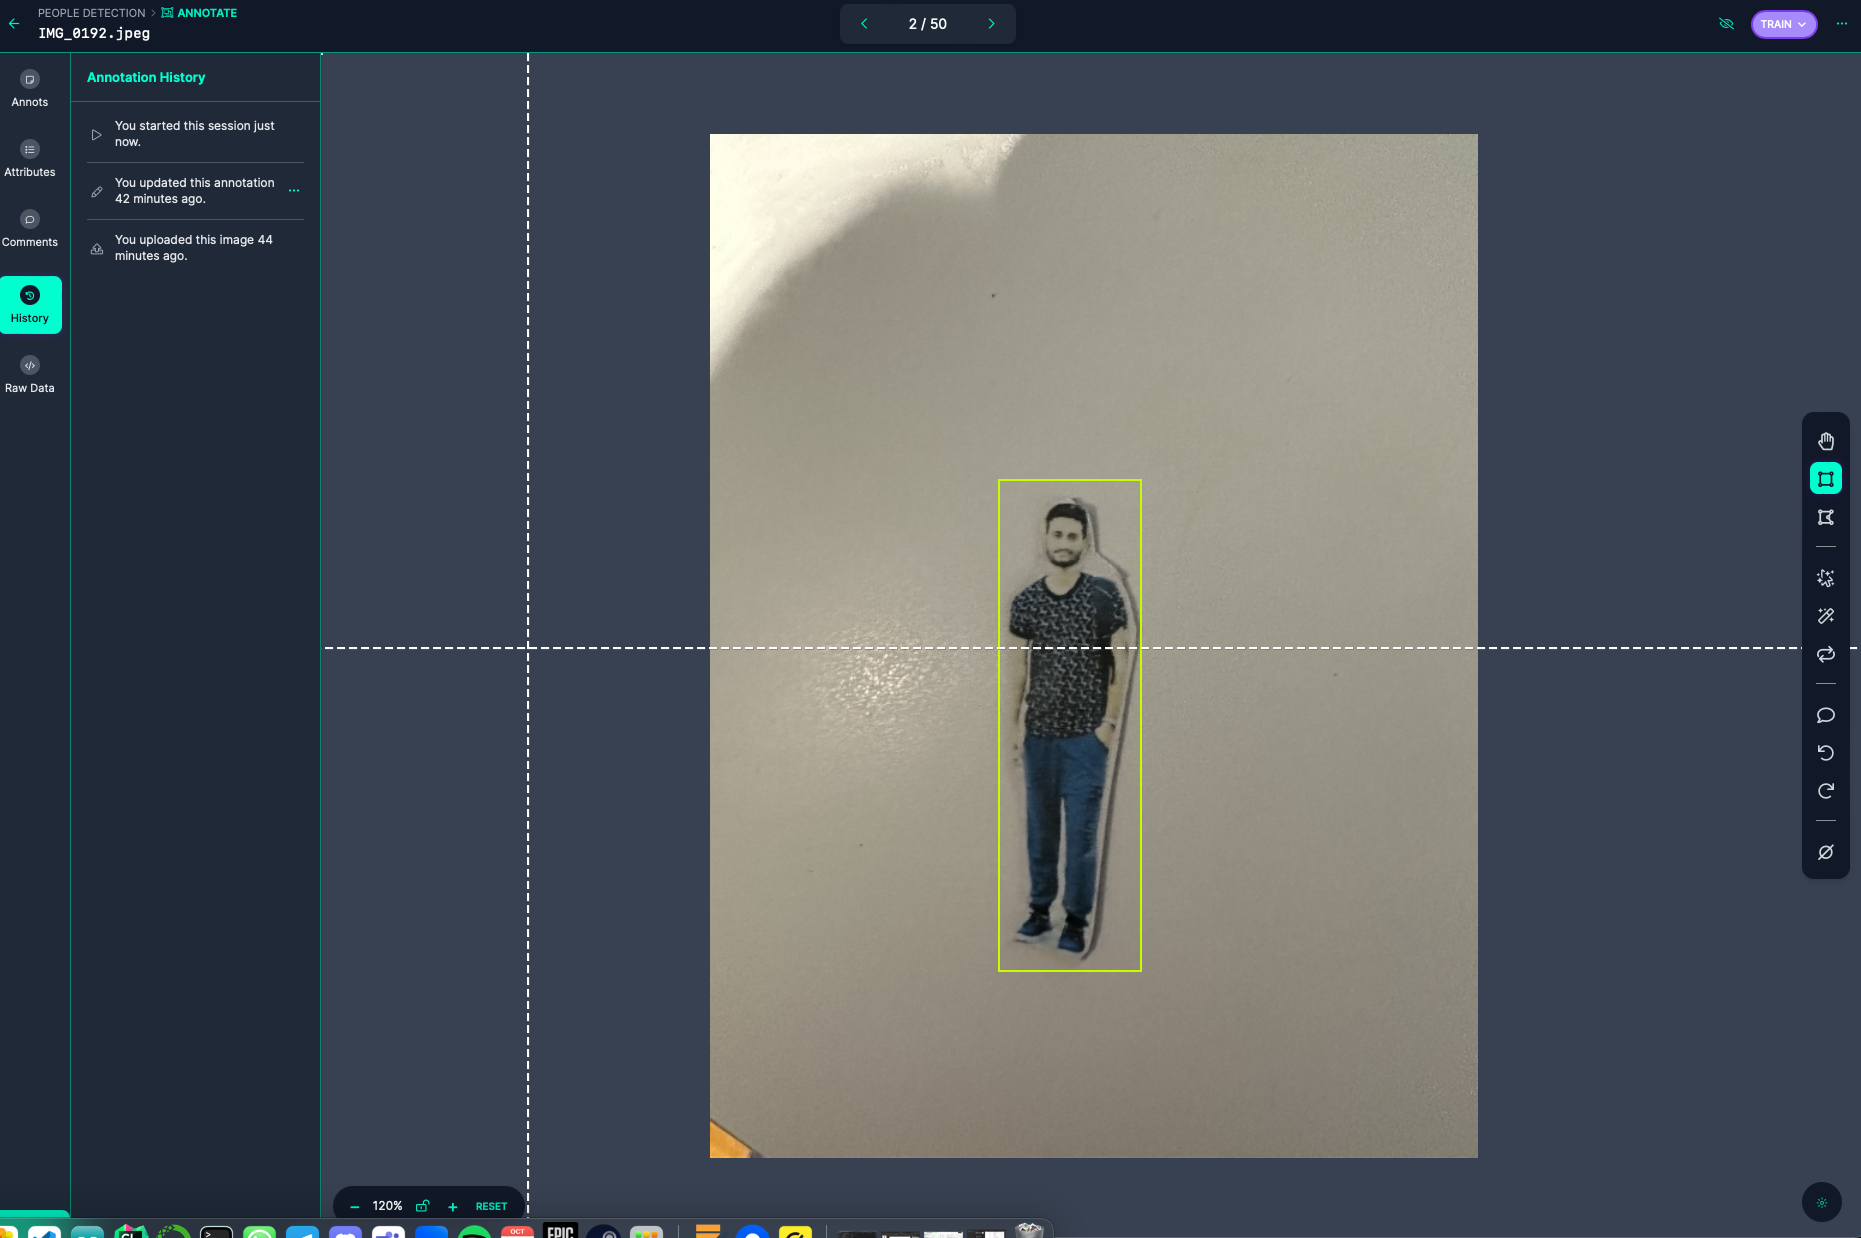 PEOPLE DETECTION > ANNOTATE
IMG_0192.jpeg
2 / 50
TRAIN
Annots
Attributes
Comments
History
Raw Data
Annotation History
You started this session just
now.
You updated this annotation
42 minutes ago.
You uploaded this image 44
minutes ago.
120%
RESET
OCT
EPIC